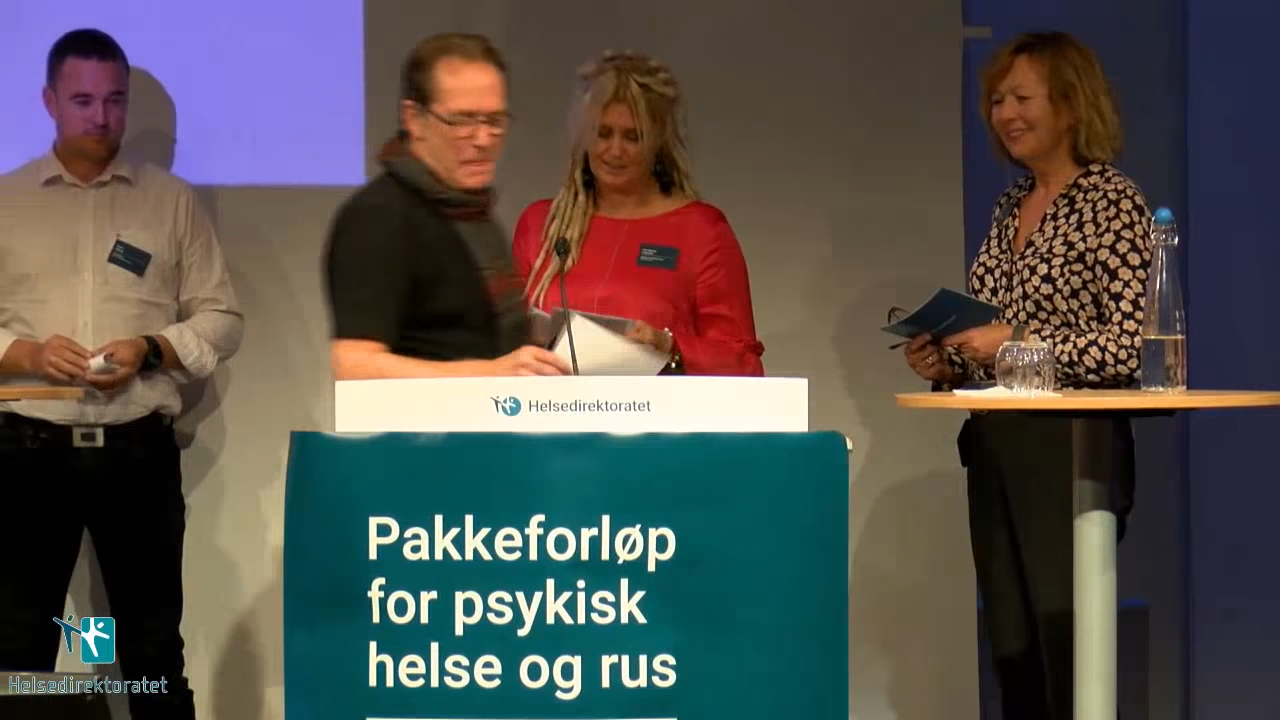 Helsedirektoratet
Pakkeforløp
for psykisk
helse og rus
Helsedirektoratet